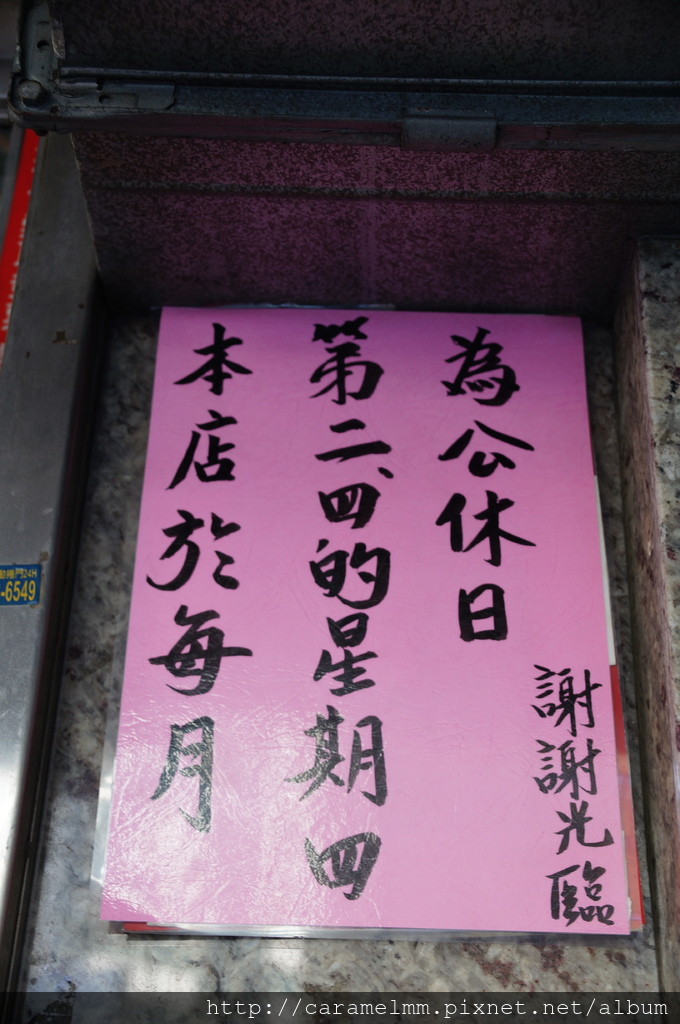 本店於每月
第二、四的星期四
為公休日
謝謝光臨
24H
-6549
http://caramelmm.pixnet.net/album